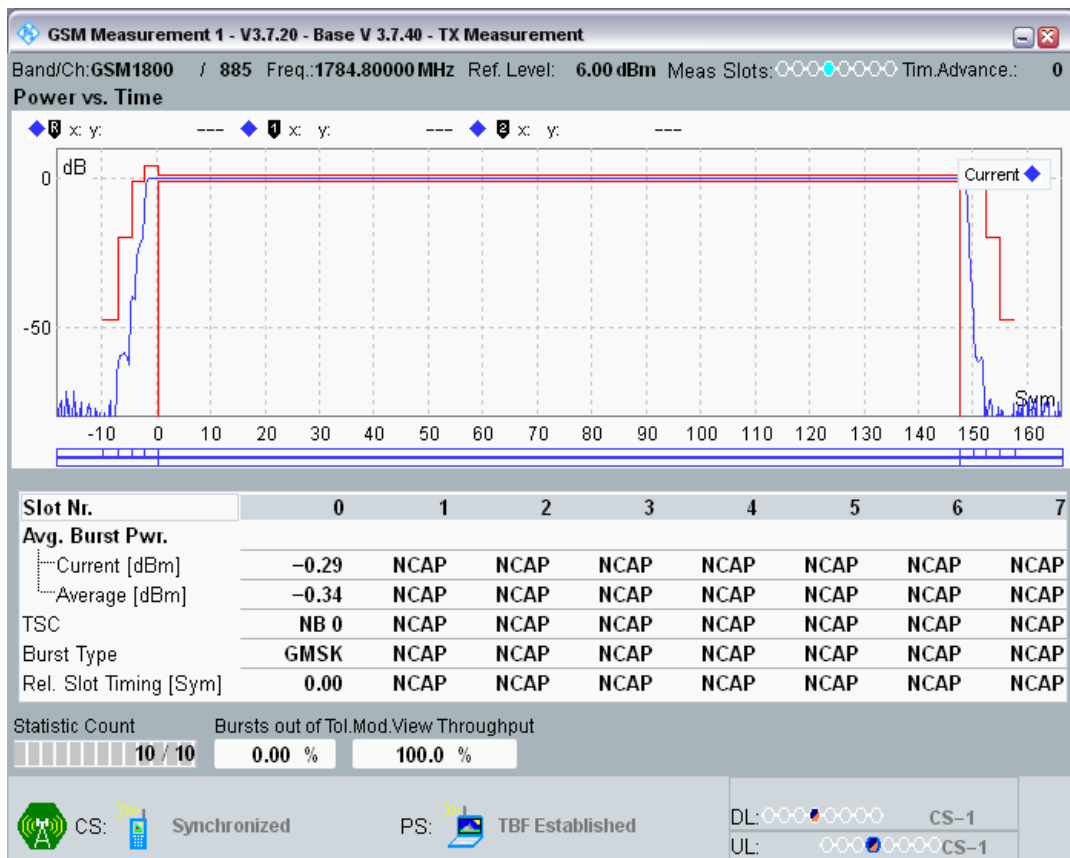 GSM Measurement 1 - V3.7.20 - Base V 3.7.40 - TX Measurement
Band/Ch:GSM1800 / 885 Freq.:1784.80000 MHz Ref. Level: 6.00 dBm Meas Slots: Tim.Advance.: 0
Power vs. Time
R x: y: --- 1 x: y: --- 2 x: y: ---
dB
Current
0
-50
Sym
-10 0 10 20 30 40 50 60 70 80 90 100 110 120 130 140 150 160
Slot Nr. 0 1 2 3 4 5 6 7
Avg. Burst Pwr.
Current [dBm] −0.29 NCAP NCAP NCAP NCAP NCAP NCAP NCAP
Average [dBm] −0.34 NCAP NCAP NCAP NCAP NCAP NCAP NCAP
TSC NB 0 NCAP NCAP NCAP NCAP NCAP NCAP NCAP
Burst Type GMSK NCAP NCAP NCAP NCAP NCAP NCAP NCAP
Rel. Slot Timing [Sym] 0.00 NCAP NCAP NCAP NCAP NCAP NCAP NCAP
Statistic Count Bursts out of Tol.Mod.View Throughput
10 / 10 0.00 % 100.0 %
CS: Synchronized PS: TBF Established
DL: CS−1
UL: CS−1